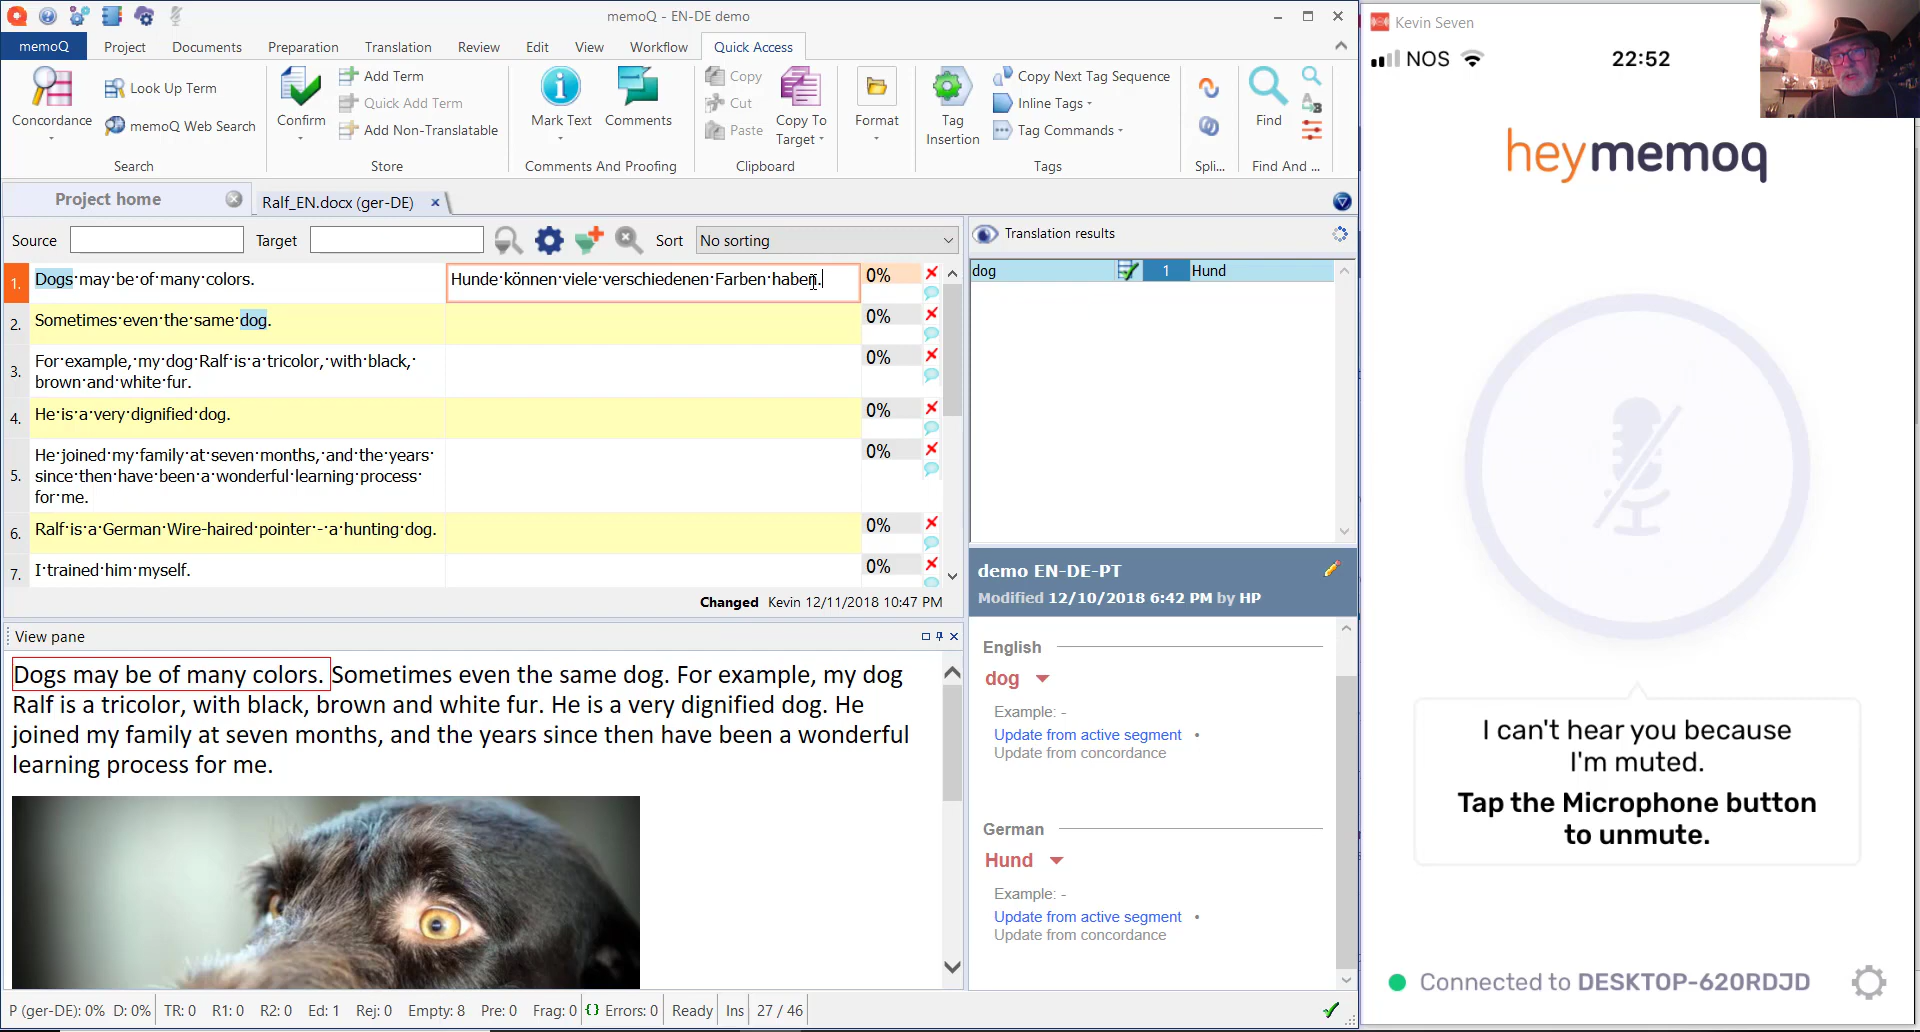 memoQ - EN-DE demo
memoQ
Project
Documents
Preparation
Translation
Review
Edit
View
Workflow
Quick Access
Concordance
Look Up Term
memoQ Web Search
Search
Confirm
Add Term
Quick Add Term
Add Non-Translatable
Store
Mark Text
Comments
Comments And Proofing
Copy
Cut
Paste
Copy To
Target
Clipboard
Format
Tag
Insertion
Copy Next Tag Sequence
Inline Tags
Tag Commands
Tags
Spli...
Find
Find And ...
Project home
Ralf_EN.docx (ger-DE)
Source
Target
Sort
No sorting
1.
Dogs·may·be·of·many·colors.
Hunde·können·viele·verschiedenen·Farben·haben.
0%
2.
Sometimes·even·the·same·dog.
0%
3.
For·example,·my·dog·Ralf·is·a·tricolor,·with·black,·
brown·and·white·fur.
0%
4.
He·is·a·very·dignified·dog.
0%
5.
He·joined·my·family·at·seven·months,·and·the·years·
since·then·have·been·a·wonderful·learning·process·
for·me.
0%
6.
Ralf·is·a·German·Wire-haired·pointer·-·a·hunting·dog.
0%
7.
I·trained·him·myself.
0%
Changed Kevin 12/11/2018 10:47 PM
Translation results
dog
1
Hund
demo EN-DE-PT
Modified 12/10/2018 6:42 PM by HP
English
dog
Example: -
Update from active segment •
Update from concordance
German
Hund
Example: -
Update from active segment •
Update from concordance
View pane
Dogs may be of many colors. Sometimes even the same dog. For example, my dog
Ralf is a tricolor, with black, brown and white fur. He is a very dignified dog. He
joined my family at seven months, and the years since then have been a wonderful
learning process for me.
P (ger-DE): 0% D: 0%
TR: 0
R1: 0
R2: 0
Ed: 1
Rej: 0
Empty: 8
Pre: 0
Frag: 0
Errors: 0
Ready
Ins
27 / 46
Kevin Seven
NOS
22:52
heymemoq
I can't hear you because
I'm muted.
Tap the Microphone button
to unmute.
Connected to DESKTOP-620RDJD